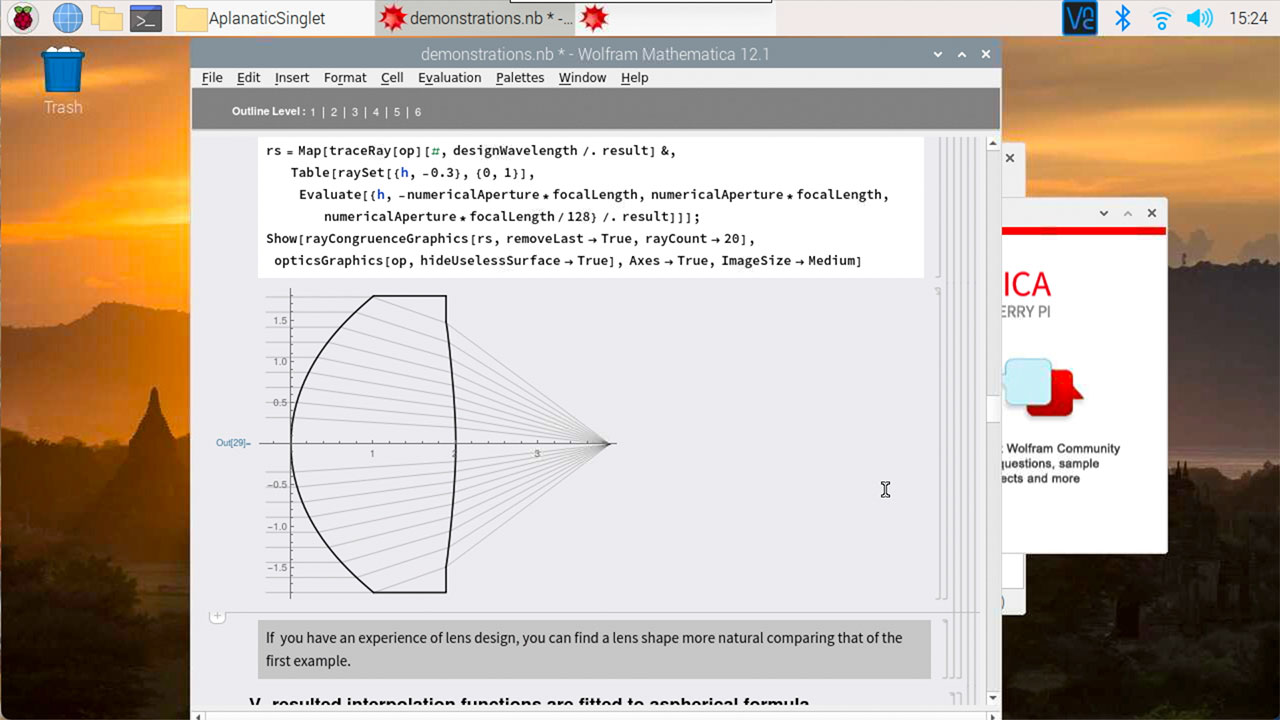 AplanaticSinglet
demonstrations.nb * -...
15:24
Trash
demonstrations.nb * - Wolfram Mathematica 12.1
File Edit Insert Format Cell Evaluation Palettes Window Help
Outline Level : 1 | 2 | 3 | 4 | 5 | 6
rs = Map[traceRay[op][#, designWavelength /. result] &,
Table[raySet[{h, -0.3}, {0, 1}],
Evaluate[{h, -numericalAperture * focalLength, numericalAperture * focalLength,
numericalAperture * focalLength / 128} /. result]]];
Show[rayCongruenceGraphics[rs, removeLast → True, rayCount → 20],
opticsGraphics[op, hideUselessSurface → True], Axes → True, ImageSize → Medium]
1.5
1.0
0.5
Out[29]=
1 2 3
-0.5
-1.0
-1.5
If you have an experience of lens design, you can find a lens shape more natural comparing that of the
first example.
V. resulted interpolation functions are fitted to aspherical formula
ICA
ERRY PI
Wolfram Community
questions, sample
ects and more